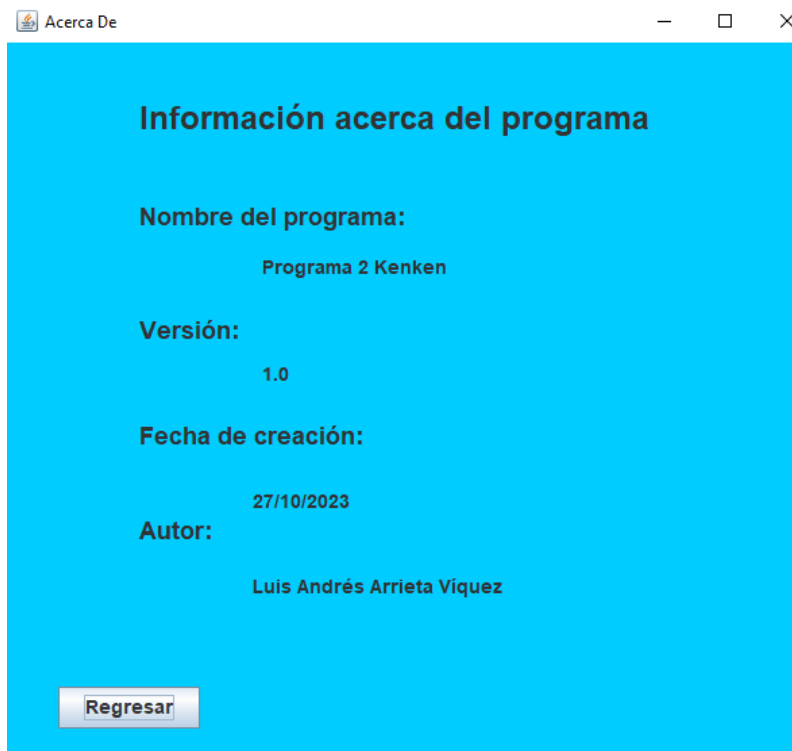 Acerca De
Información acerca del programa
Nombre del programa:
Programa 2 Kenken
Versión:
1.0
Fecha de creación:
27/10/2023
Autor:
Luis Andrés Arrieta Víquez
Regresar